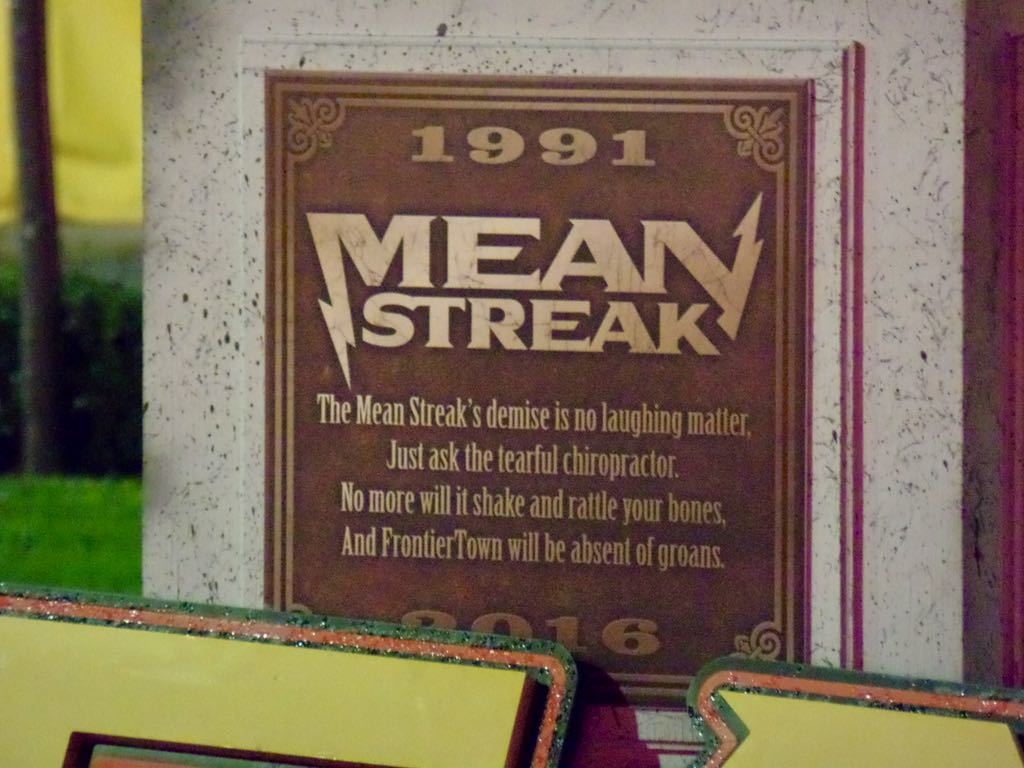 1991
MEAN
STREAK
The Mean Streak's demise is no laughing matter,
Just ask the tearful chiropractor.
No more will it shake and rattle your bones,
And FrontierTown will be absent of groans.
2016